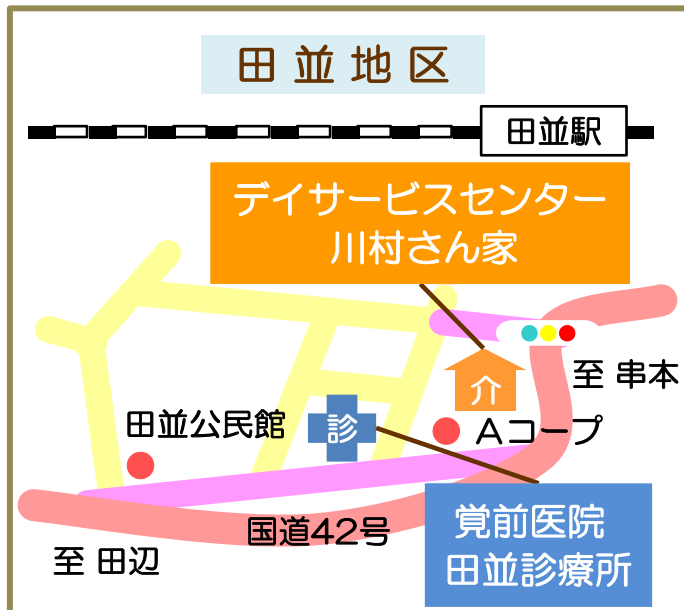 田並地区
田並駅
デイサービスセンター
川村さん家
至 串本
介
田並公民館
診
Aコープ
覚前医院
田並診療所
国道42号
至 田辺